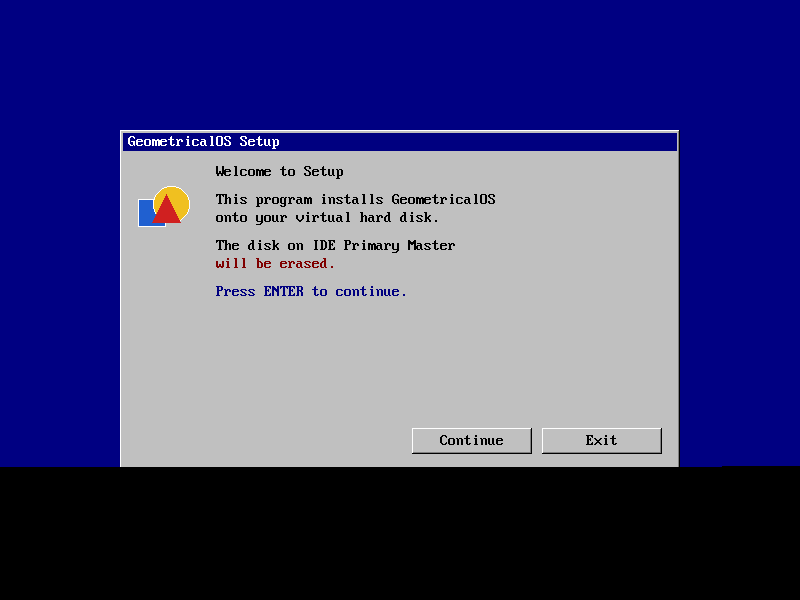 GeometricalOS Setup
Welcome to Setup
This program installs GeometricalOS
onto your virtual hard disk.
The disk on IDE Primary Master
will be erased.
Press ENTER to continue.
Continue
Exit